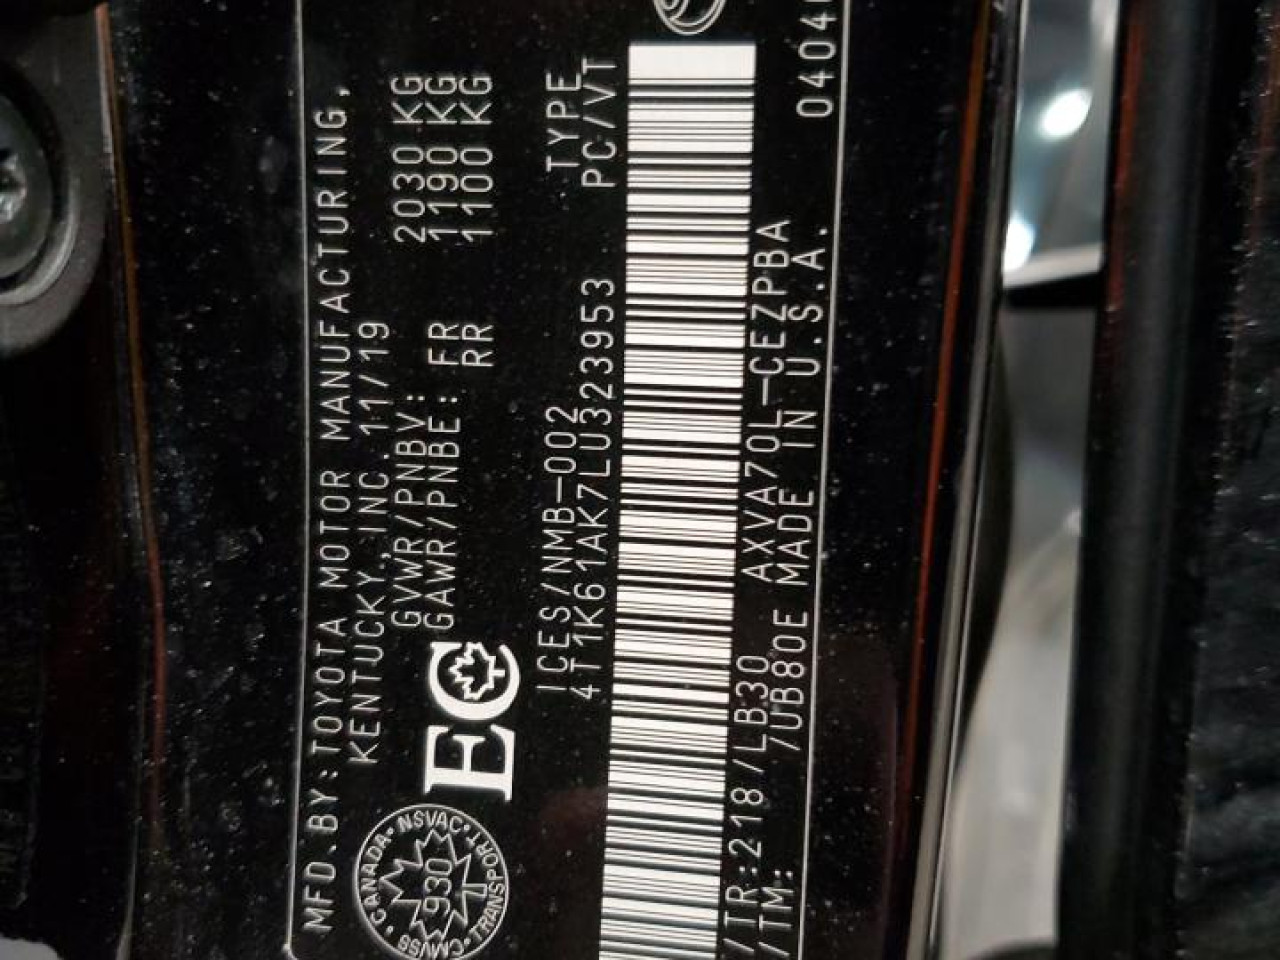 MFD.BY:TOYOTA MOTOR MANUFACTURING,
KENTUCKY,INC. 11/19
GVWR/PNBV: 2030 KG
GAWR/PNBE: FR 1190 KG
RR 1100 KG
EC
CANADA • NSVAC • TRANSPORT • CMVSS
930
ICES/NMB-002 TYPE
4T1K61AK7LU323953 PC/VT
/TR:218/LB30 AXVA70L-CEZPBA
/TM: /UB80E MADE IN U.S.A.